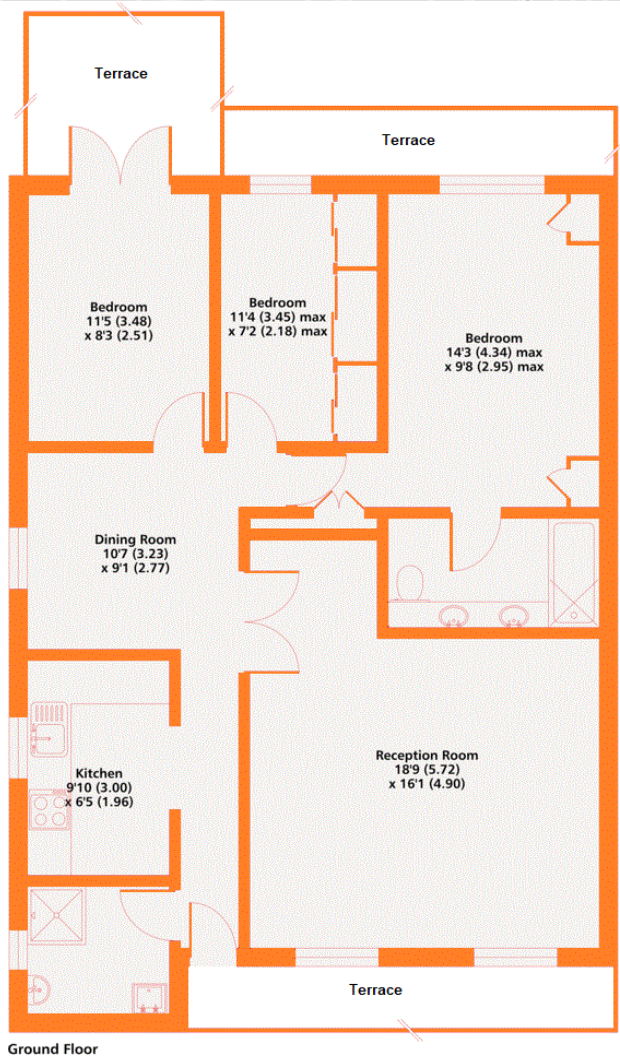 Terrace
Terrace
Bedroom
11'5 (3.48)
x 8'3 (2.51)
Bedroom
11'4 (3.45) max
x 7'2 (2.18) max
Bedroom
14'3 (4.34) max
x 9'8 (2.95) max
Dining Room
10'7 (3.23)
x 9'1 (2.77)
Reception Room
18'9 (5.72)
x 16'1 (4.90)
Kitchen
9'10 (3.00)
x 6'5 (1.96)
Terrace
Ground Floor